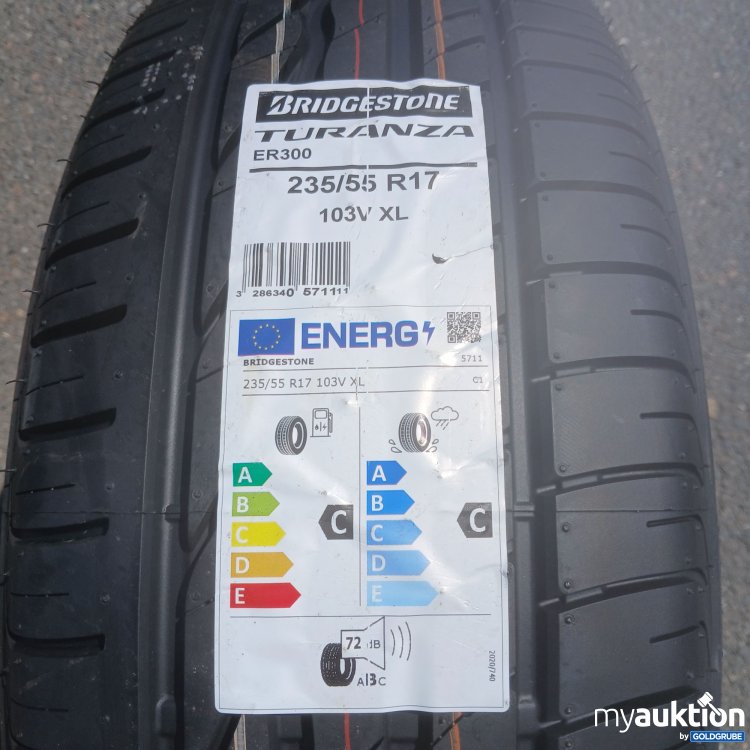 BRIDGESTONE
TURANZA
ER300
235/55 R17
103V XL
3 286340 571111
ENERG
BRIDGESTONE 5711
235/55 R17 103V XL C1
A A
B B
C C C C
D D
E E
72 dB
ABC
2020/740
myauktion
by GOLDGRUBE